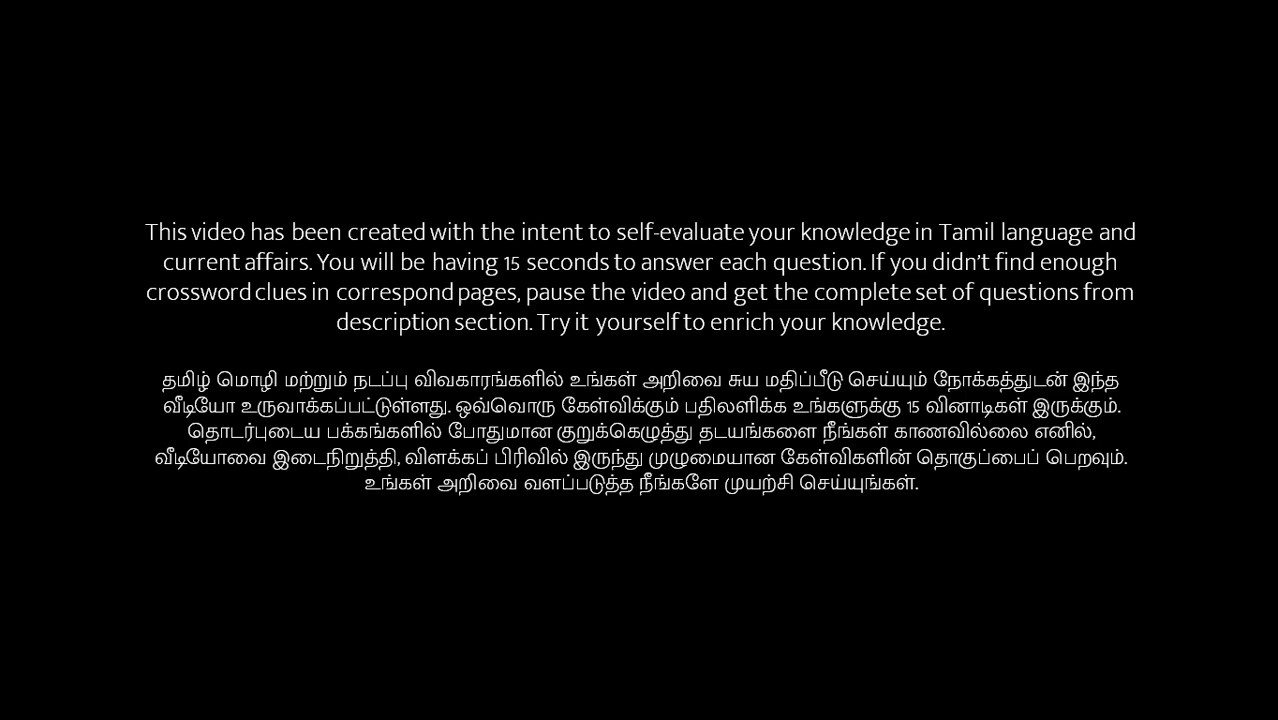 This video has been created with the intent to self-evaluate your knowledge in Tamil language and
current affairs. You will be having 15 seconds to answer each question. If you didn't find enough
crossword clues in correspond pages, pause the video and get the complete set of questions from
description section. Try it yourself to enrich your knowledge.
தமிழ் மொழி மற்றும் நடப்பு விவகாரங்களில் உங்கள் அறிவை சுய மதிப்பீடு செய்யும் நோக்கத்துடன் இந்த
வீடியோ உருவாக்கப்பட்டுள்ளது. ஒவ்வொரு கேள்விக்கும் பதிலளிக்க உங்களுக்கு 15 வினாடிகள் இருக்கும்.
தொடர்புடைய பக்கங்களில் போதுமான குறுக்கெழுத்து தடயங்களை நீங்கள் காணவில்லை எனில்,
வீடியோவை இடைநிறுத்தி, விளக்கப் பிரிவில் இருந்து முழுமையான கேள்விகளின் தொகுப்பைப் பெறவும்.
உங்கள் அறிவை வளப்படுத்த நீங்களே முயற்சி செய்யுங்கள்.